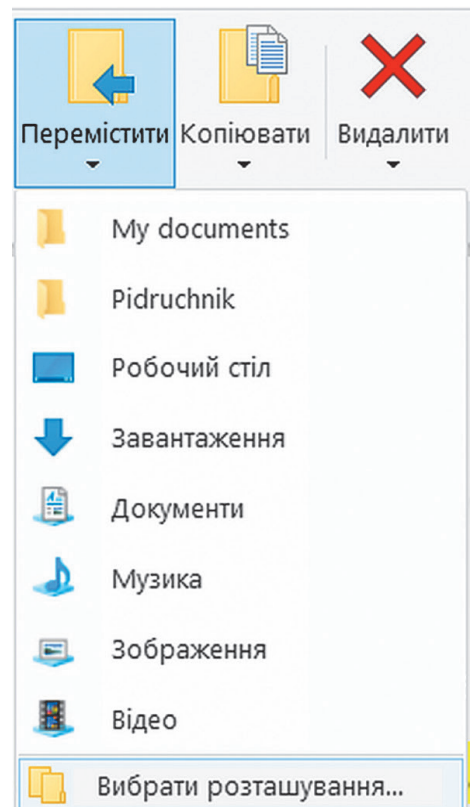 Перемістити Копіювати Видалити
My documents
Pidruchnik
Робочий стіл
Завантаження
Документи
Музика
Зображення
Відео
Вибрати розташування...